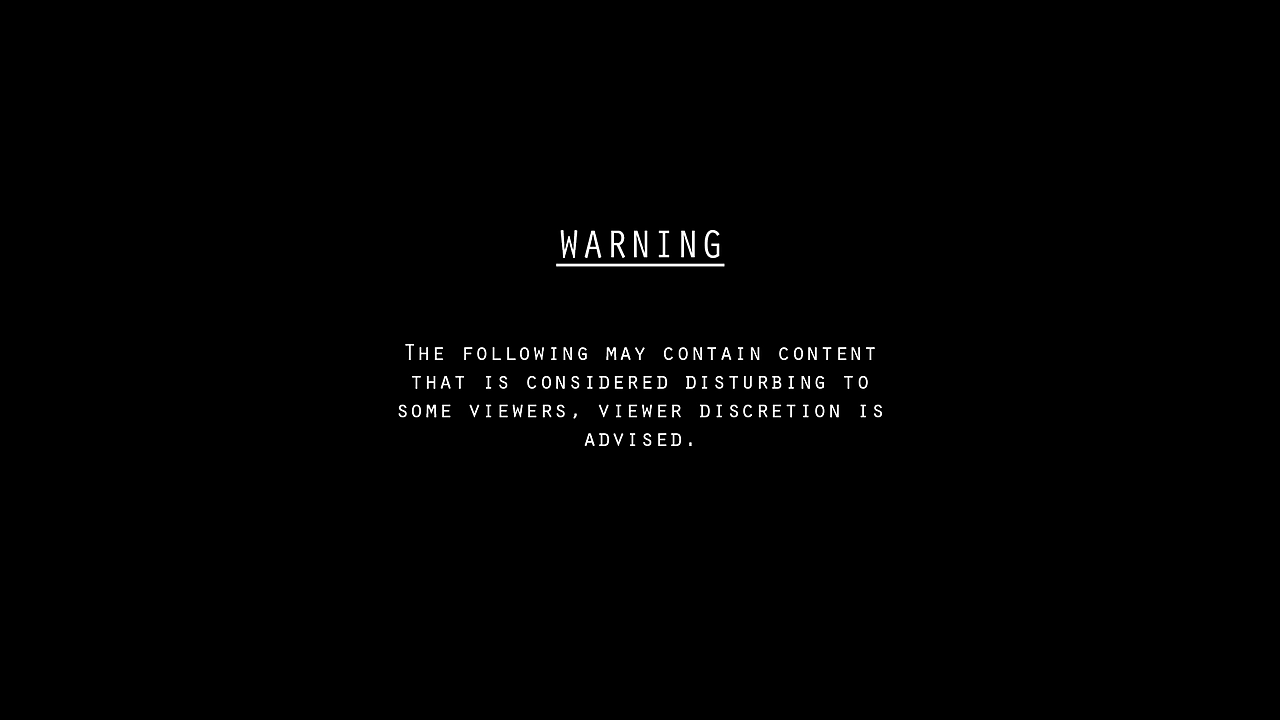 WARNING
The following may contain content
that is considered disturbing to
some viewers, viewer discretion is
advised.